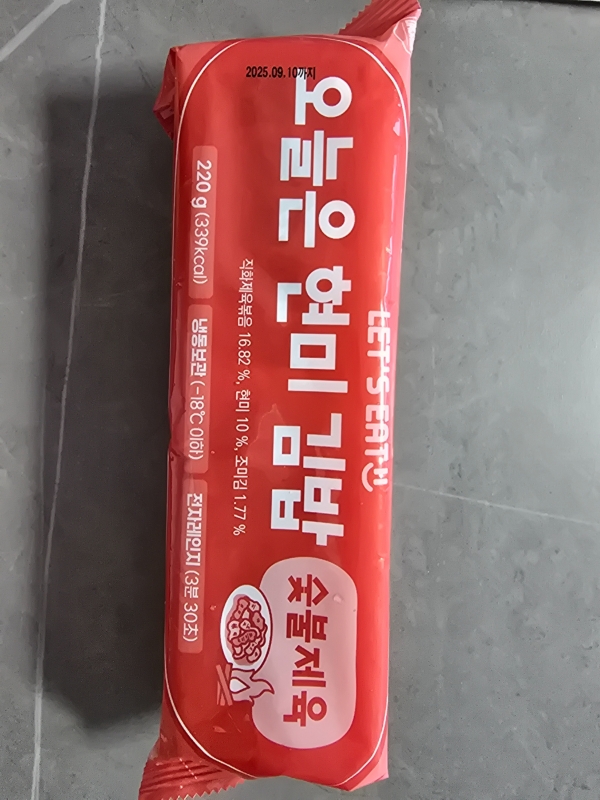 2025.09.10까지
LET'S EAT!!
오늘은 현미 김밥
숯불제육
직화제육볶음 16.82 %, 현미 10 %, 조미김 1.77 %
220 g (339kcal)
냉동보관 (-18℃ 이하)
전자레인지 (3분 30초)